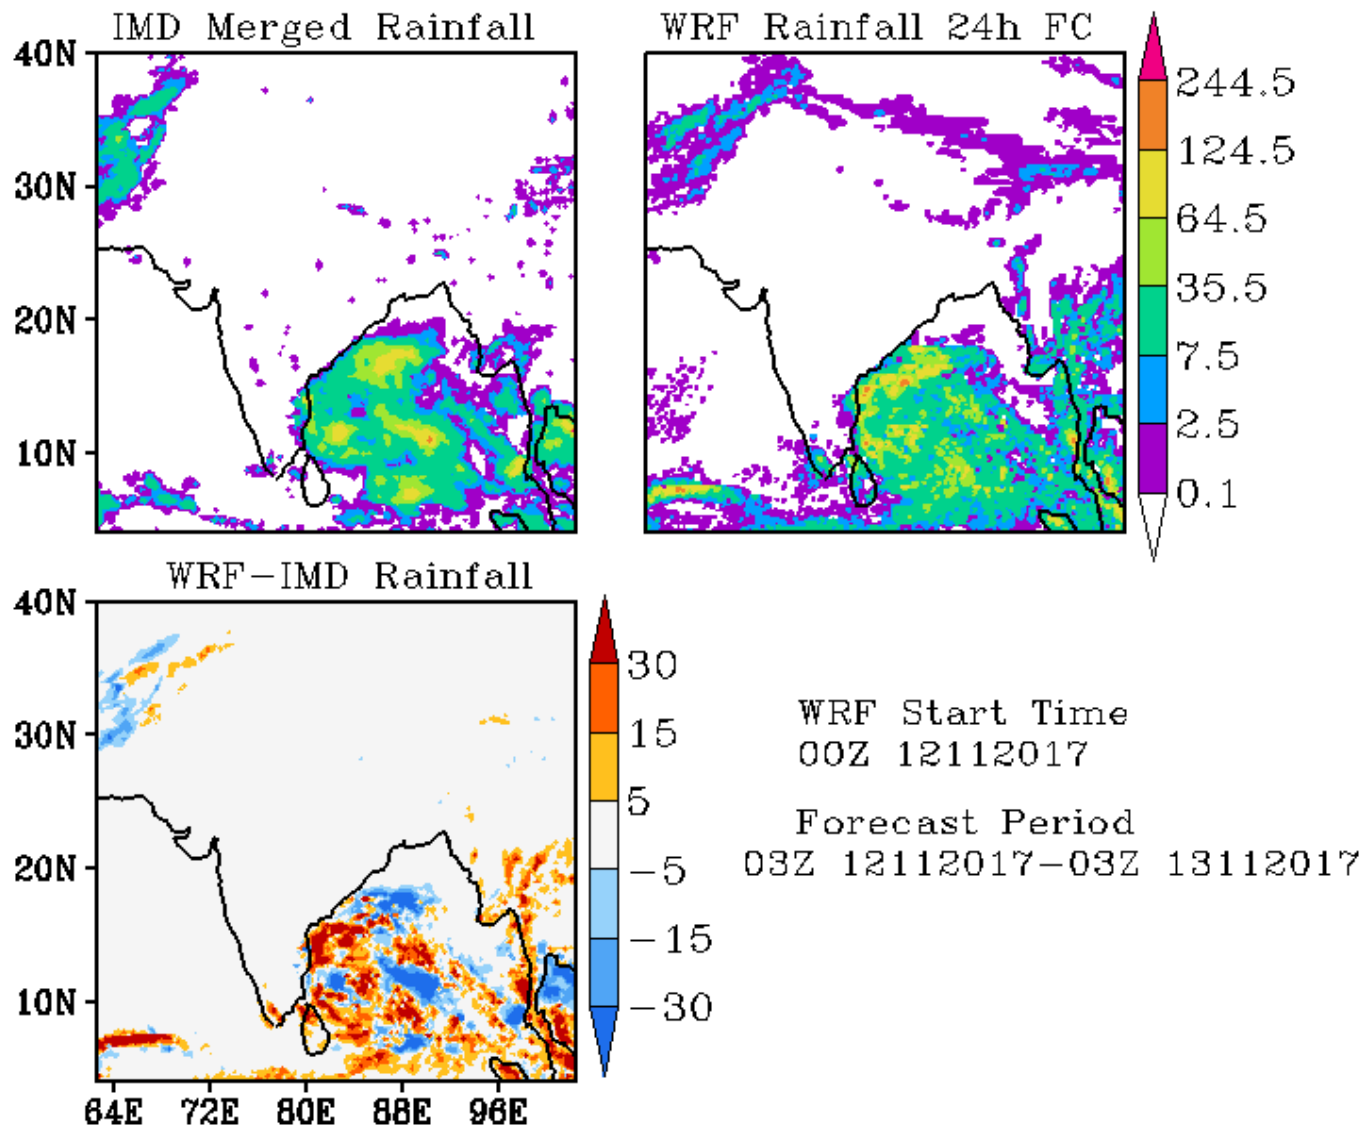 IMD Merged Rainfall
WRF Rainfall 24h FC
40N
30N
20N
10N
244.5
124.5
64.5
35.5
7.5
2.5
0.1
WRF-IMD Rainfall
40N
30N
20N
10N
64E 72E 80E 88E 96E
30
15
5
-5
-15
-30
WRF Start Time
00Z 12112017
Forecast Period
03Z 12112017-03Z 13112017